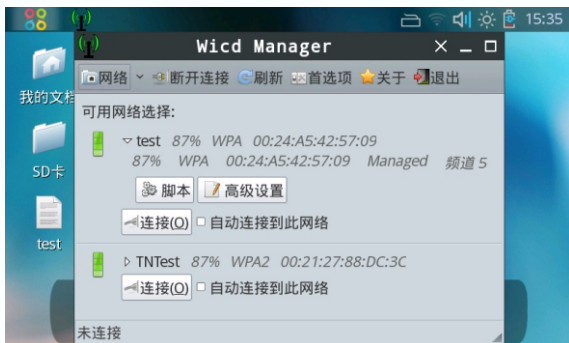 15:35
Wicd Manager
网络 断开连接 刷新 首选项 关于 退出
我的文档
可用网络选择:
test 87% WPA 00:24:A5:42:57:09
87% WPA 00:24:A5:42:57:09 Managed 频道 5
SD卡
脚本 高级设置
连接(O) 自动连接到此网络
test
TNTest 87% WPA2 00:21:27:88:DC:3C
连接(O) 自动连接到此网络
未连接